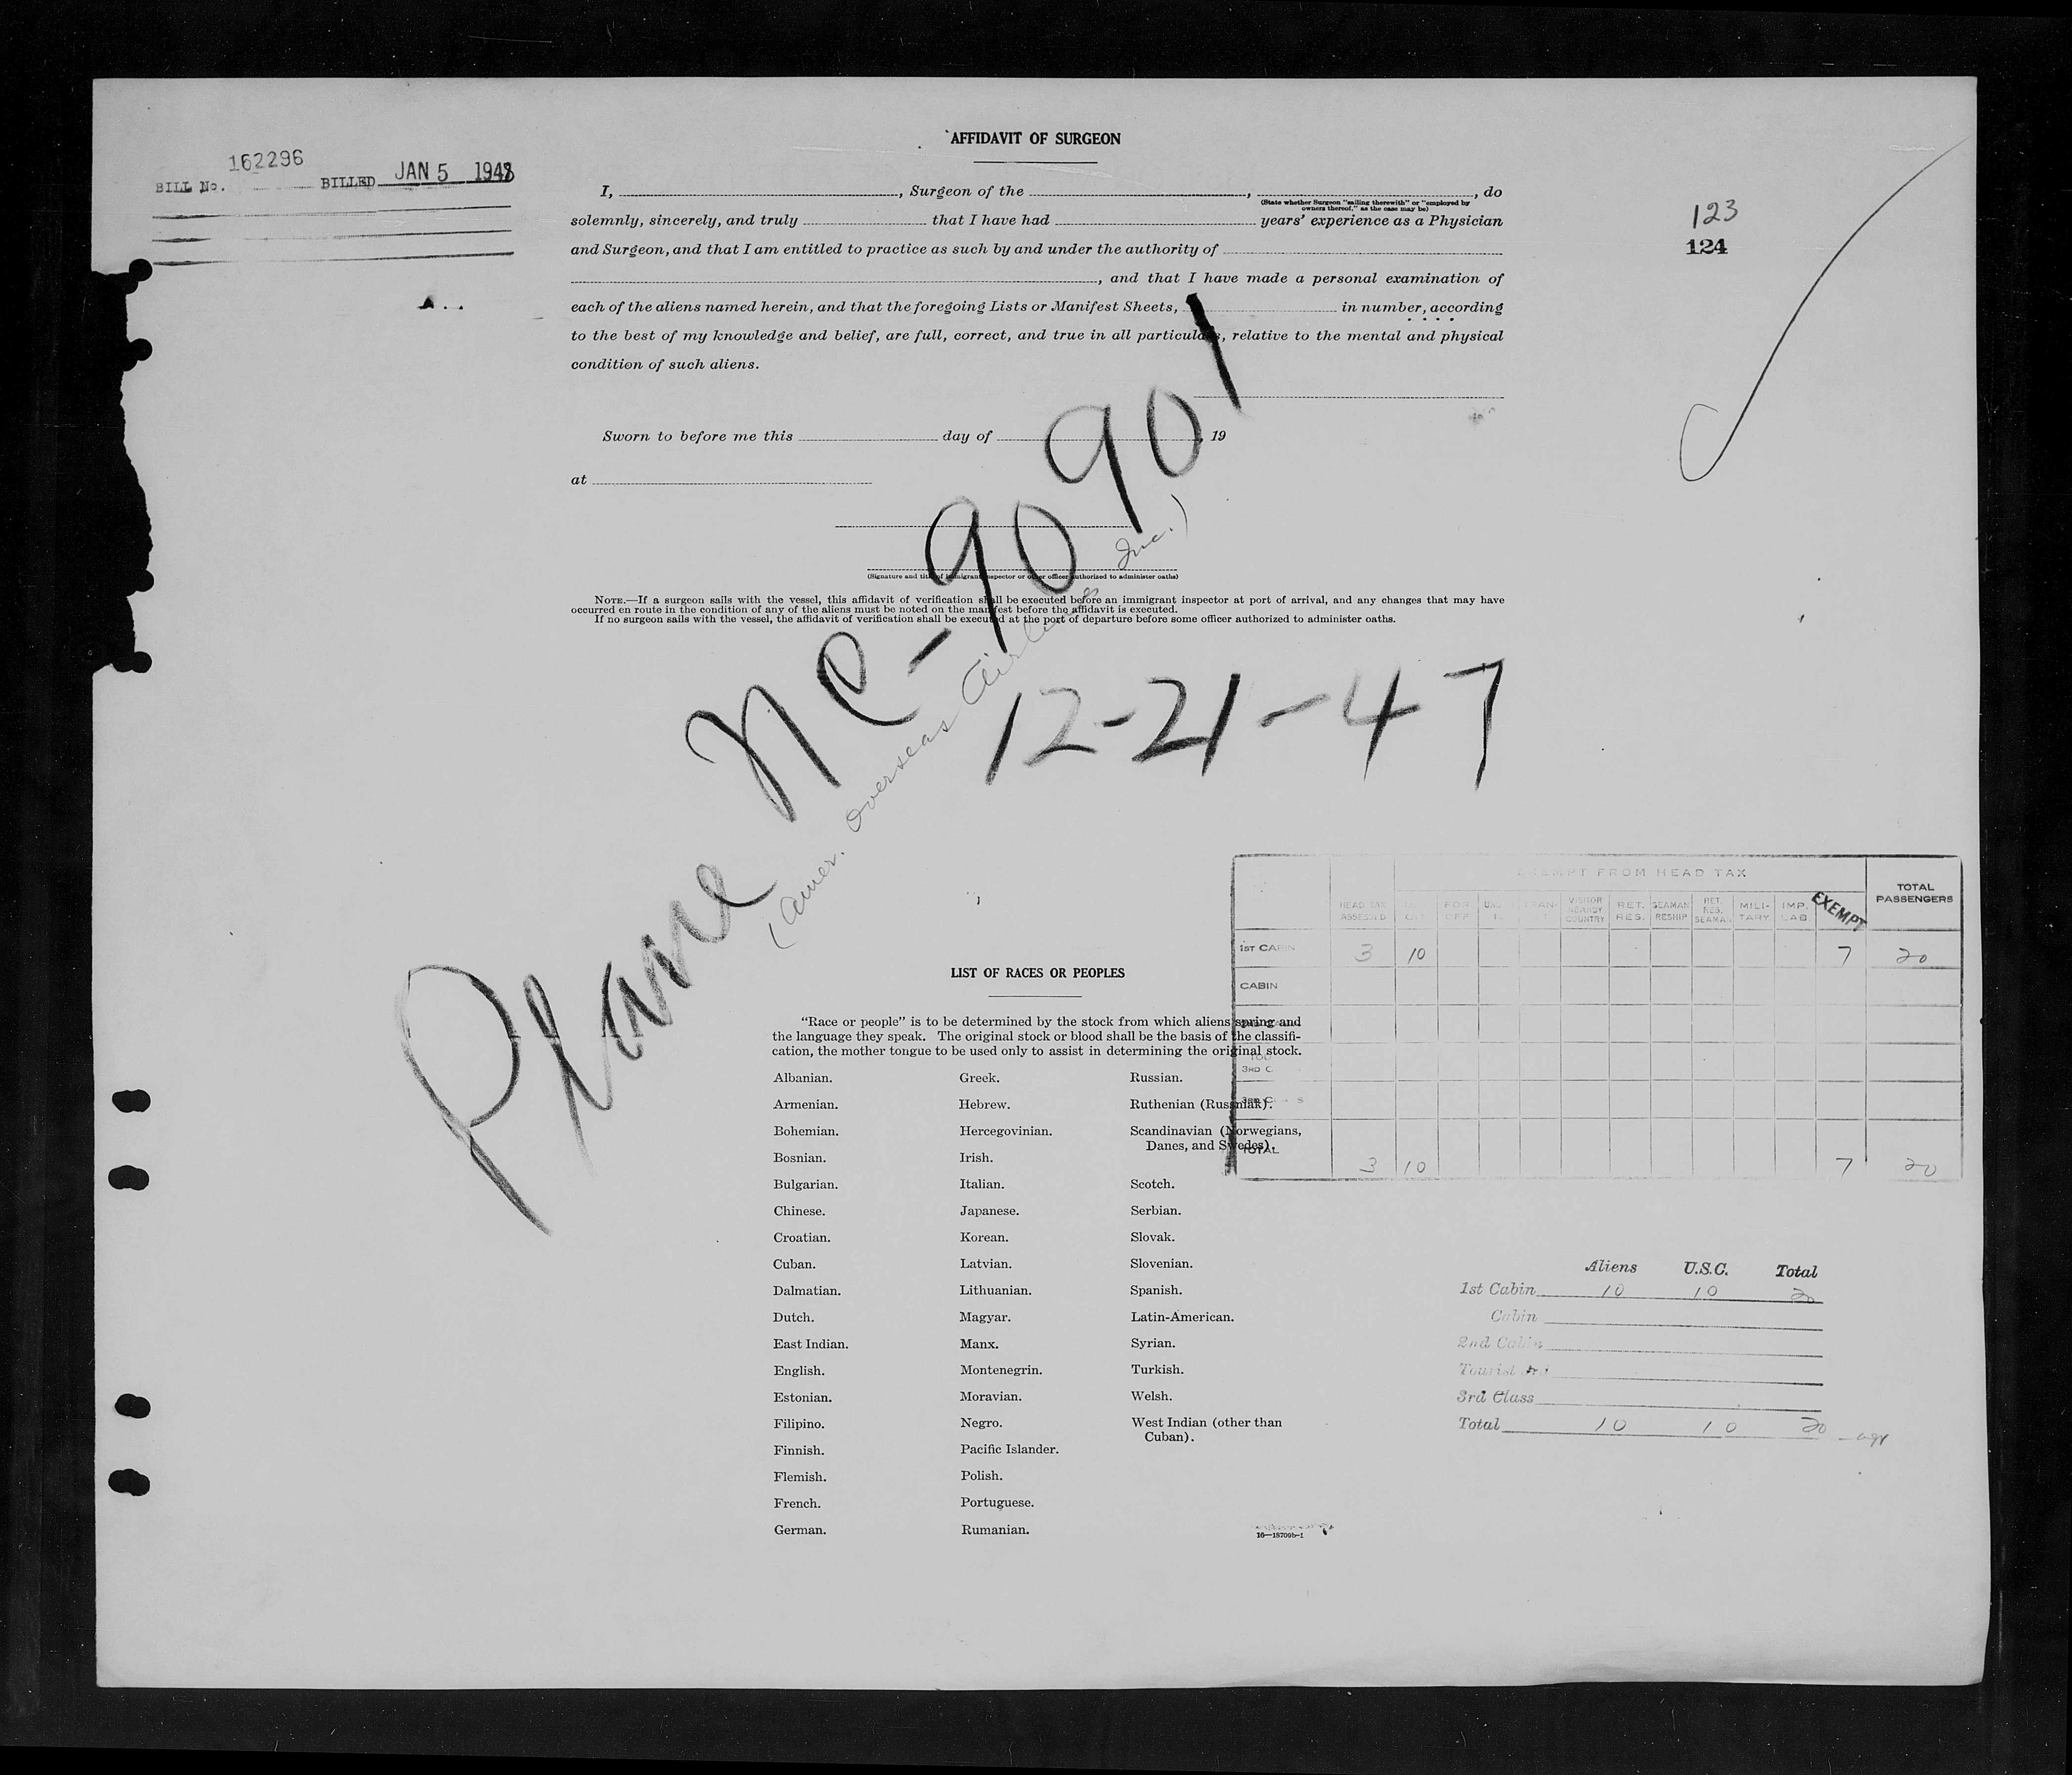 AFFIDAVIT OF SURGEON
BILL No. 162296 BILLED JAN 5 1948
I, , Surgeon of the , , do
(State whether Surgeon "sailing therewith" or "employed by
owners thereof," as the case may be)
solemnly, sincerely, and truly that I have had years' experience as a Physician
and Surgeon, and that I am entitled to practice as such by and under the authority of
, and that I have made a personal examination of
each of the aliens named herein, and that the foregoing Lists or Manifest Sheets, in number, according
to the best of my knowledge and belief, are full, correct, and true in all particulars, relative to the mental and physical
condition of such aliens.
123
124
Sworn to before me this day of , 19
at
(Signature and title of immigrant inspector or other officer authorized to administer oaths)
NOTE.—If a surgeon sails with the vessel, this affidavit of verification shall be executed before an immigrant inspector at port of arrival, and any changes that may have
occurred en route in the condition of any of the aliens must be noted on the manifest before the affidavit is executed.
If no surgeon sails with the vessel, the affidavit of verification shall be executed at the port of departure before some officer authorized to administer oaths.
Plane NC-90901
(Amer. Overseas Airlines Inc.)
12-21-47
LIST OF RACES OR PEOPLES
"Race or people" is to be determined by the stock from which aliens spring and
the language they speak. The original stock or blood shall be the basis of the classifi-
cation, the mother tongue to be used only to assist in determining the original stock.
Albanian. Greek. Russian.
Armenian. Hebrew. Ruthenian (Russniak).
Bohemian. Hercegovinian. Scandinavian (Norwegians,
Danes, and Swedes).
Bosnian. Irish.
Bulgarian. Italian. Scotch.
Chinese. Japanese. Serbian.
Croatian. Korean. Slovak.
Cuban. Latvian. Slovenian.
Dalmatian. Lithuanian. Spanish.
Dutch. Magyar. Latin-American.
East Indian. Manx. Syrian.
English. Montenegrin. Turkish.
Estonian. Moravian. Welsh.
Filipino. Negro. West Indian (other than
Cuban).
Finnish. Pacific Islander.
Flemish. Polish.
French. Portuguese.
German. Rumanian.
16—18709b-1
EXEMPT FROM HEAD TAX
HEAD TAX
ASSESSED
VISITOR
NEARBY
COUNTRY
RET.
RES.
SEAMAN
RESHIP
RET.
RES.
SEAMAN
MILI-
TARY
IMP.
LAB
EXEMPT
TOTAL
PASSENGERS
1ST CABIN 3 10 7 20
CABIN
3RD C
TOTAL 3 10 7 20
Aliens U.S.C. Total
1st Cabin 10 10 20
Cabin
2nd Cabin
Tourist 3rd
3rd Class
Total 10 10 20